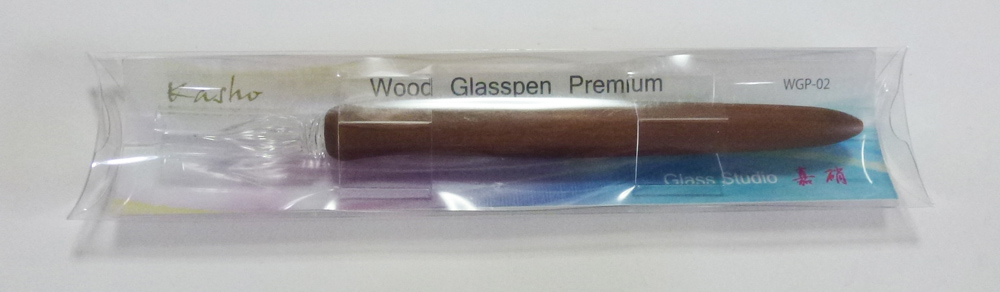 Kasho
Wood Glasspen Premium
WGP-02
Glass Studio 嘉硝